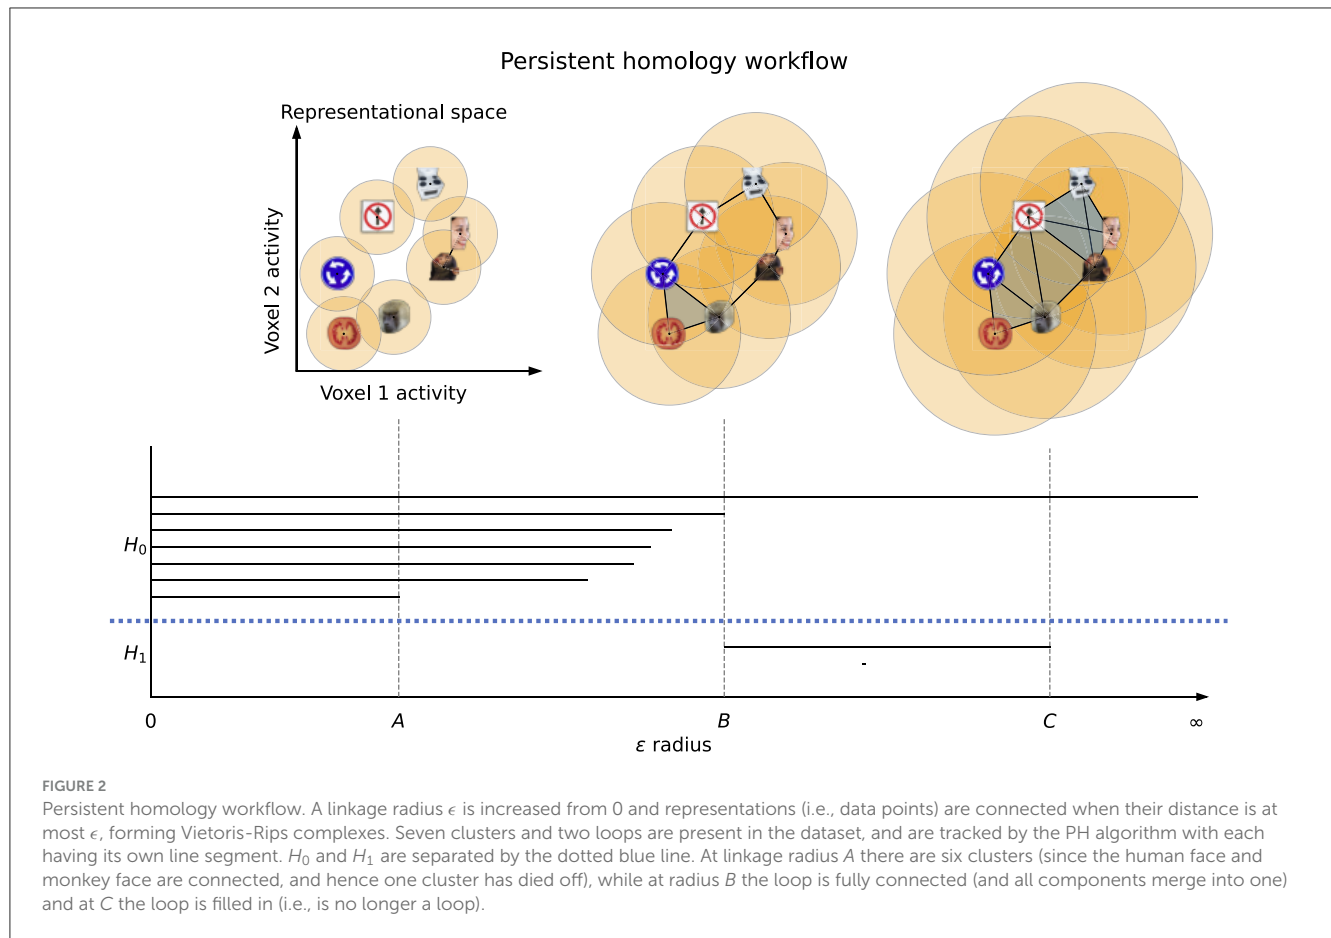 Persistent homology workflow
Representational space
Voxel 2 activity
Voxel 1 activity
H0
H1
0 A B C ∞
ε radius
FIGURE 2
Persistent homology workflow. A linkage radius ϵ is increased from 0 and representations (i.e., data points) are connected when their distance is at
most ϵ, forming Vietoris-Rips complexes. Seven clusters and two loops are present in the dataset, and are tracked by the PH algorithm with each
having its own line segment. H0 and H1 are separated by the dotted blue line. At linkage radius A there are six clusters (since the human face and
monkey face are connected, and hence one cluster has died off), while at radius B the loop is fully connected (and all components merge into one)
and at C the loop is filled in (i.e., is no longer a loop).